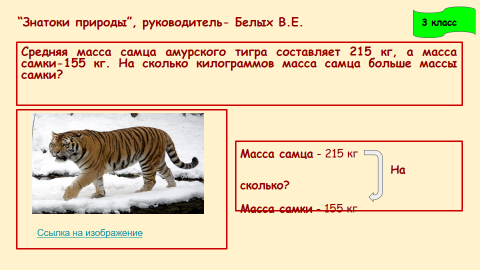 “Знатоки природы”, руководитель- Белых В.Е.
3 класс
Средняя масса самца амурского тигра составляет 215 кг, а масса
самки-155 кг. На сколько килограммов масса самца больше массы
самки?
Масса самца - 215 кг
На
сколько?
Масса самки - 155 кг
Ссылка на изображение